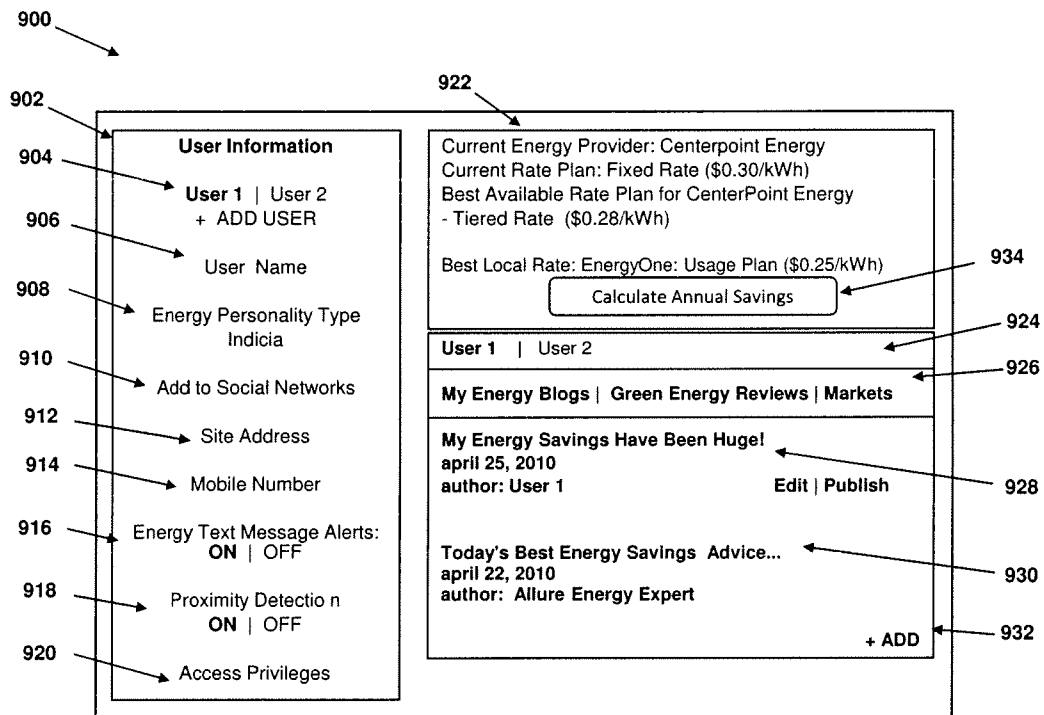 900
902
User Information
904
User 1 | User 2
+ ADD USER
906
User Name
908
Energy Personality Type
Indicia
910
Add to Social Networks
912
Site Address
914
Mobile Number
916
Energy Text Message Alerts:
ON | OFF
918
Proximity Detectio n
ON | OFF
920
Access Privileges
922
Current Energy Provider: Centerpoint Energy
Current Rate Plan: Fixed Rate ($0.30/kWh)
Best Available Rate Plan for CenterPoint Energy
- Tiered Rate ($0.28/kWh)
Best Local Rate: EnergyOne: Usage Plan ($0.25/kWh)
934
Calculate Annual Savings
924
User 1 | User 2
926
My Energy Blogs | Green Energy Reviews | Markets
My Energy Savings Have Been Huge!
april 25, 2010
author: User 1 Edit | Publish
928
Today's Best Energy Savings Advice...
april 22, 2010
author: Allure Energy Expert
930
+ ADD
932